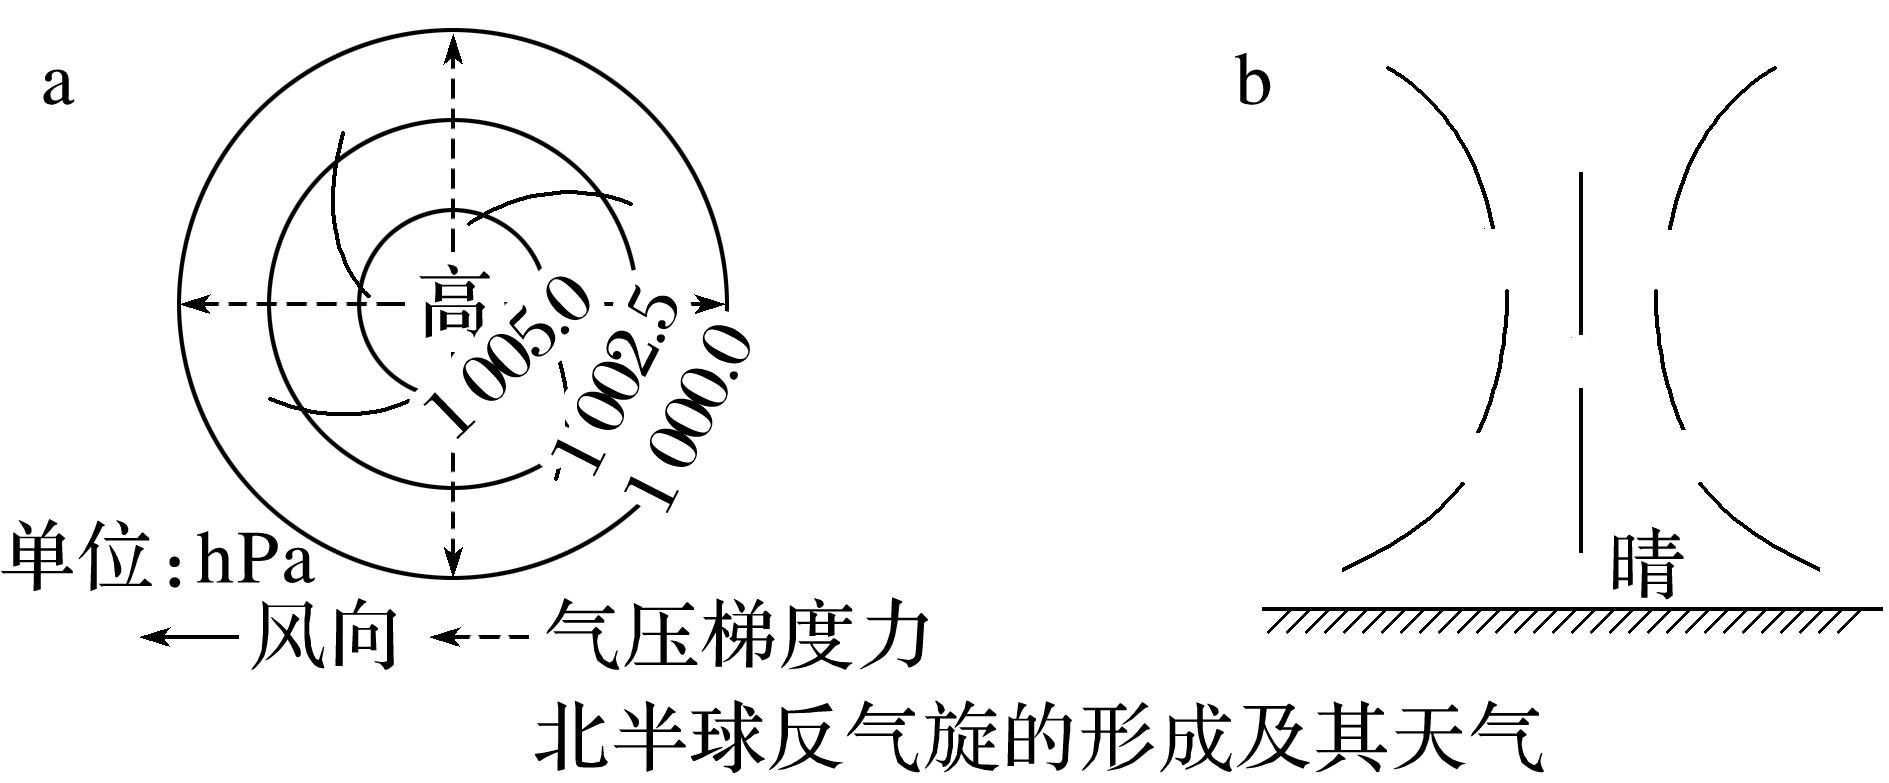 a
b
高
1 005.0
1 002.5
1 000.0
单位:hPa
晴
风向 气压梯度力
北半球反气旋的形成及其天气